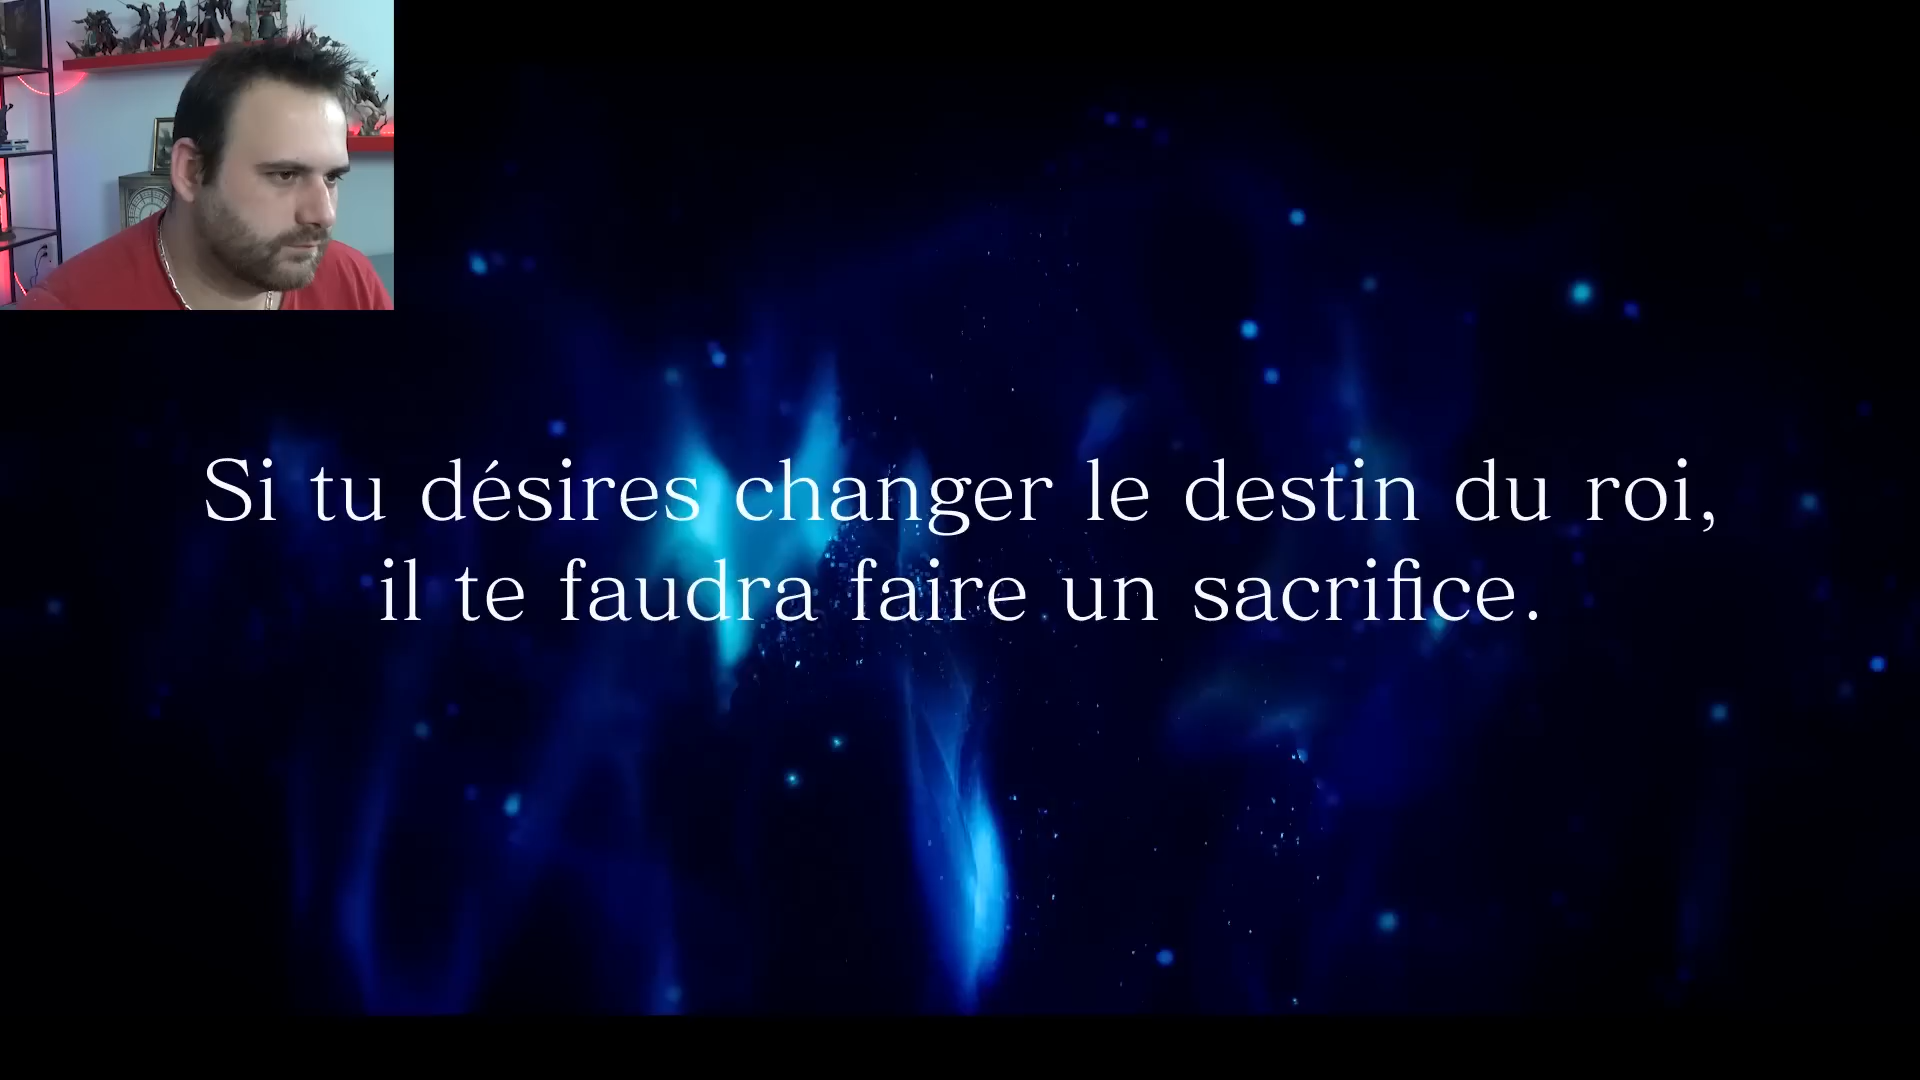 Si tu désires changer le destin du roi,
il te faudra faire un sacrifice.